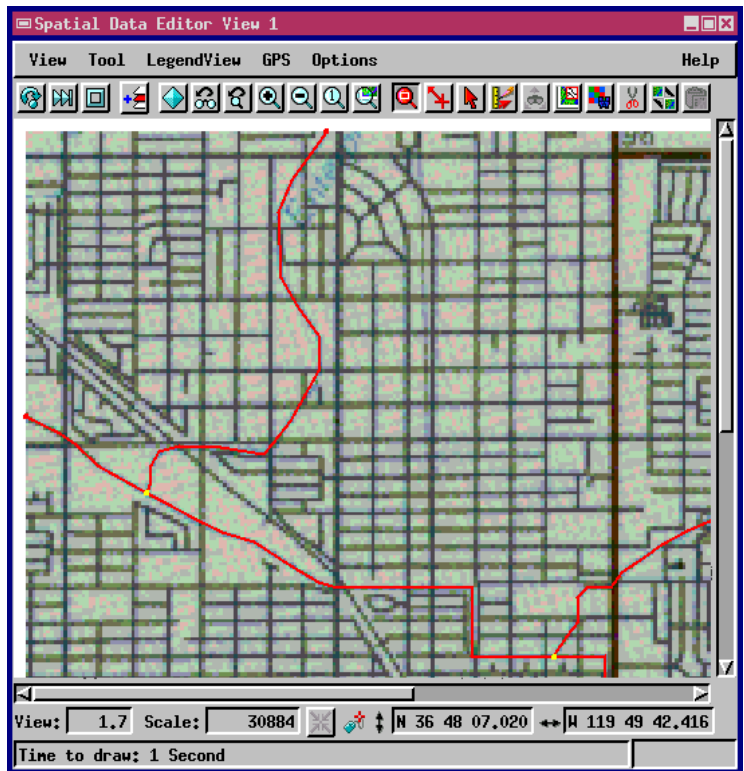 Spatial Data Editor View 1
View Tool LegendView GPS Options Help
View: 1.7 Scale: 30884 N 36 48 07.020 W 119 49 42.416
Time to draw: 1 Second